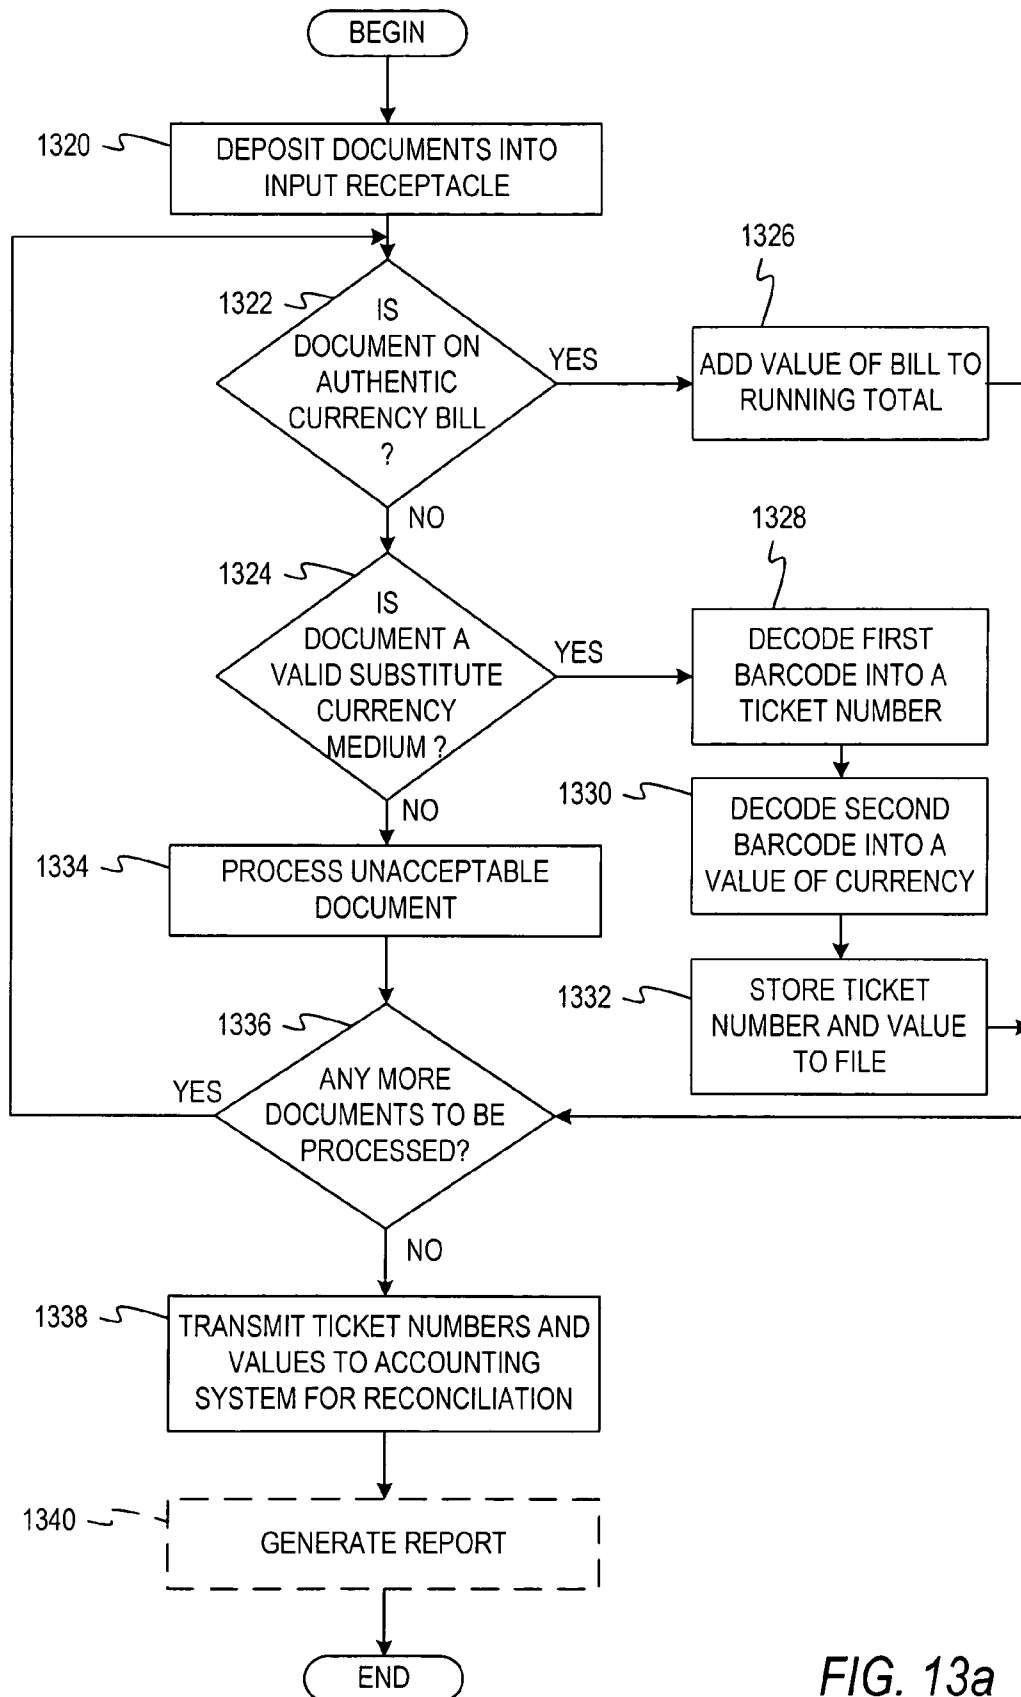 BEGIN
1320
DEPOSIT DOCUMENTS INTO
INPUT RECEPTACLE
1322
IS
DOCUMENT ON
AUTHENTIC
CURRENCY BILL
?
YES
1326
ADD VALUE OF BILL TO
RUNNING TOTAL
NO
1324
IS
DOCUMENT A
VALID SUBSTITUTE
CURRENCY
MEDIUM ?
YES
1328
DECODE FIRST
BARCODE INTO A
TICKET NUMBER
1330
DECODE SECOND
BARCODE INTO A
VALUE OF CURRENCY
1332
STORE TICKET
NUMBER AND VALUE
TO FILE
NO
1334
PROCESS UNACCEPTABLE
DOCUMENT
1336
ANY MORE
DOCUMENTS TO BE
PROCESSED?
YES
NO
1338
TRANSMIT TICKET NUMBERS AND
VALUES TO ACCOUNTING
SYSTEM FOR RECONCILIATION
1340
GENERATE REPORT
END
FIG. 13a